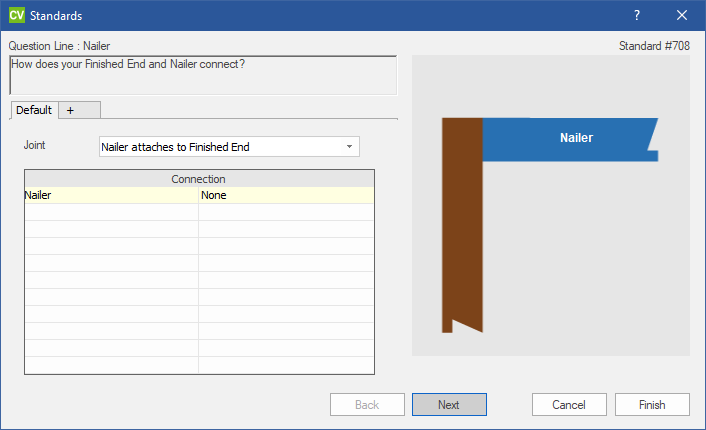 CV Standards ?
Question Line : Nailer
Standard #708
How does your Finished End and Nailer connect?
Default +
Joint Nailer attaches to Finished End
Connection
Nailer None
Nailer
Back Next Cancel Finish